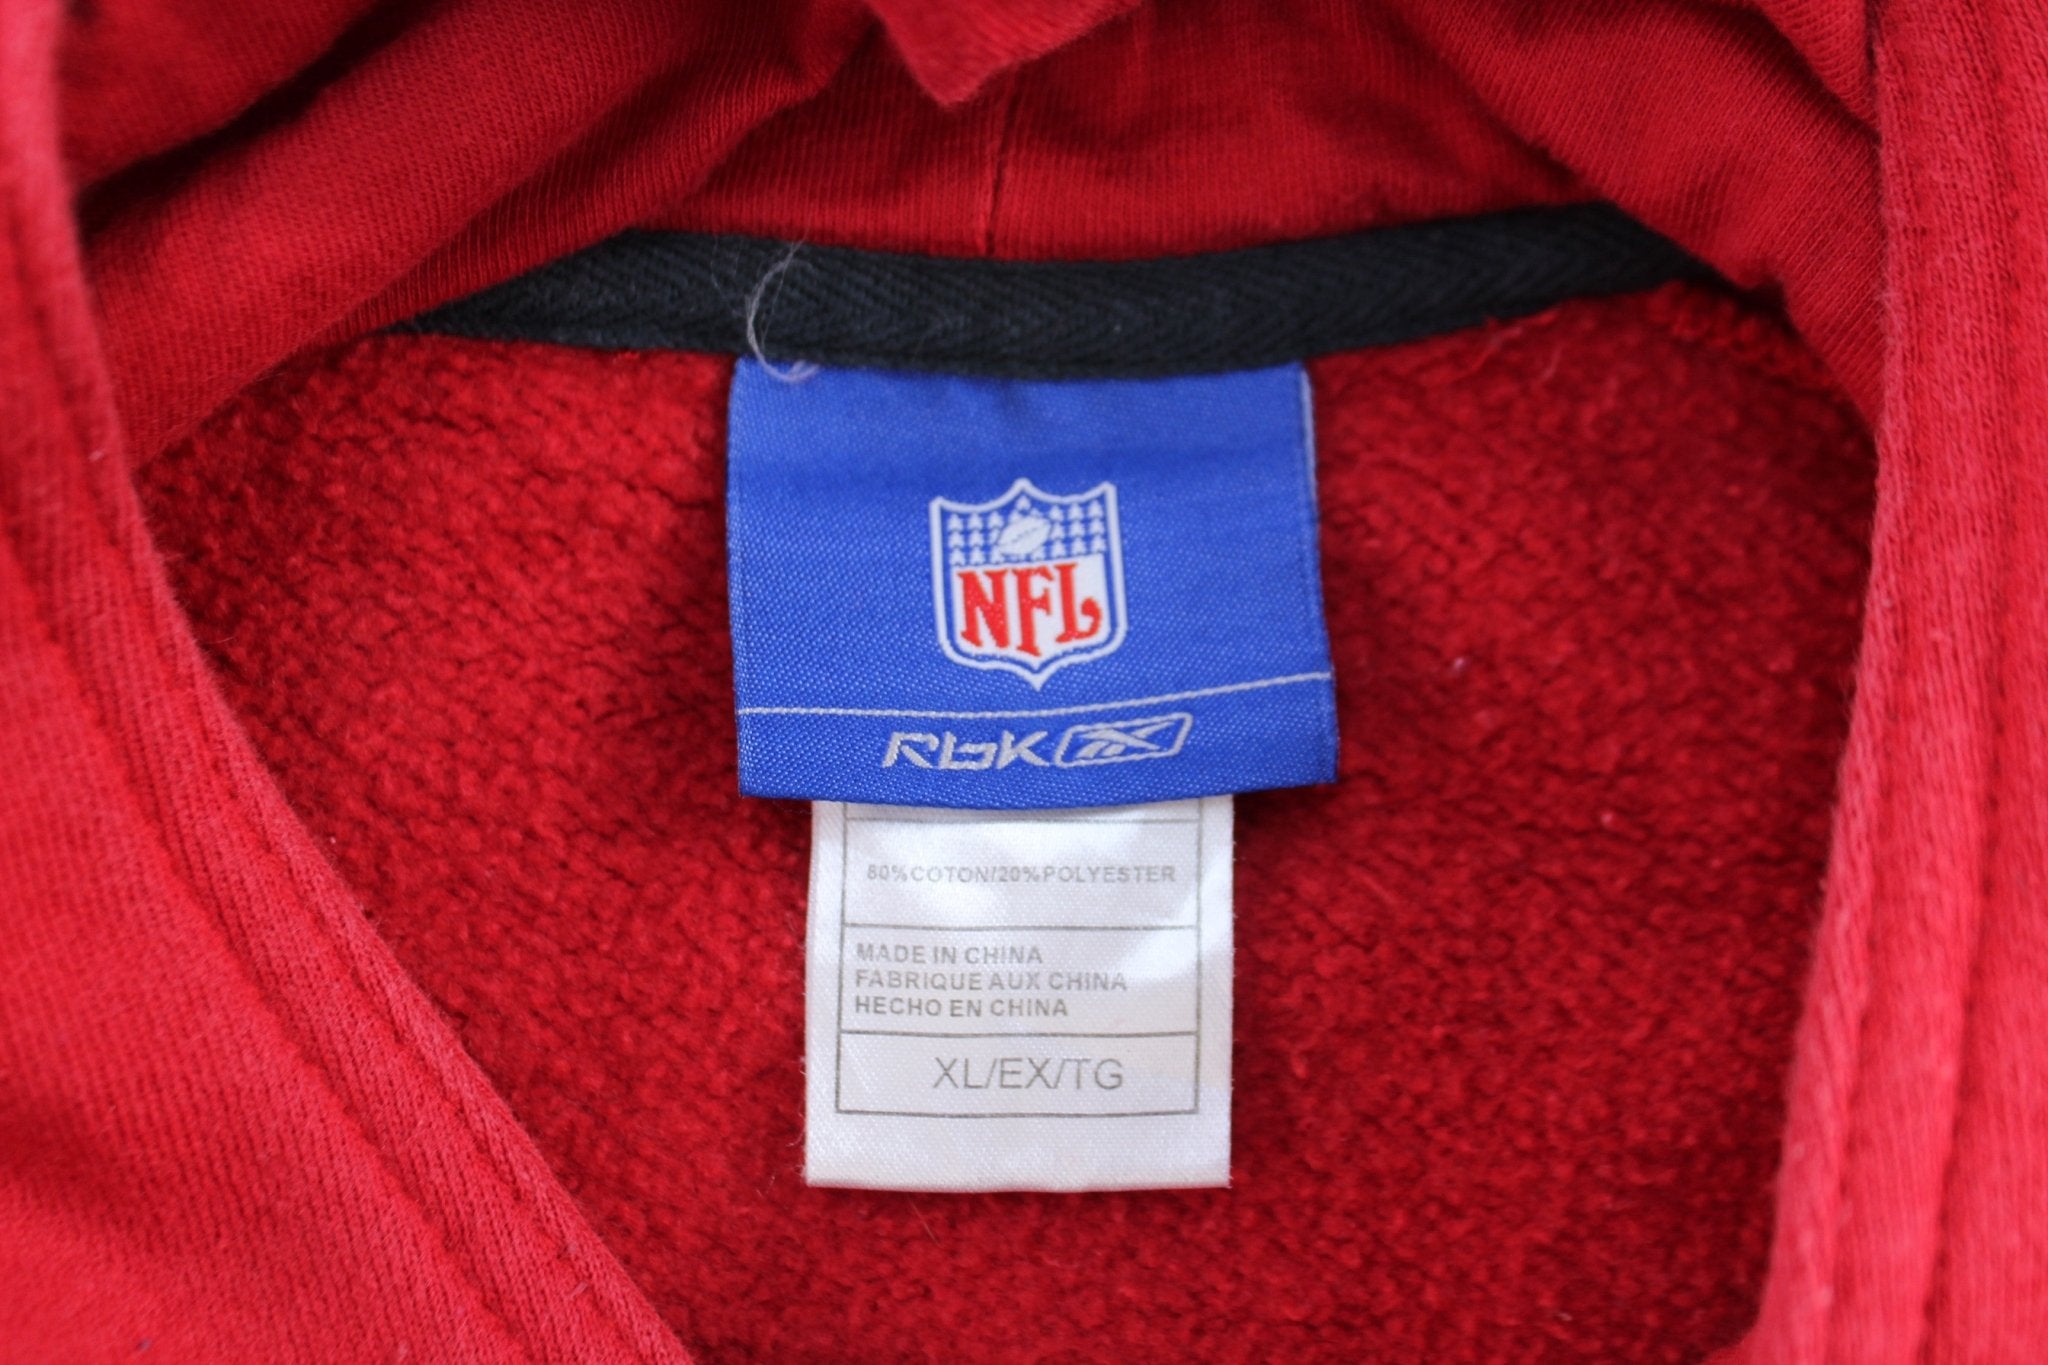 NFL
RbK
80%COTON/20%POLYESTER
MADE IN CHINA
FABRIQUE AUX CHINA
HECHO EN CHINA
XL/EX/TG